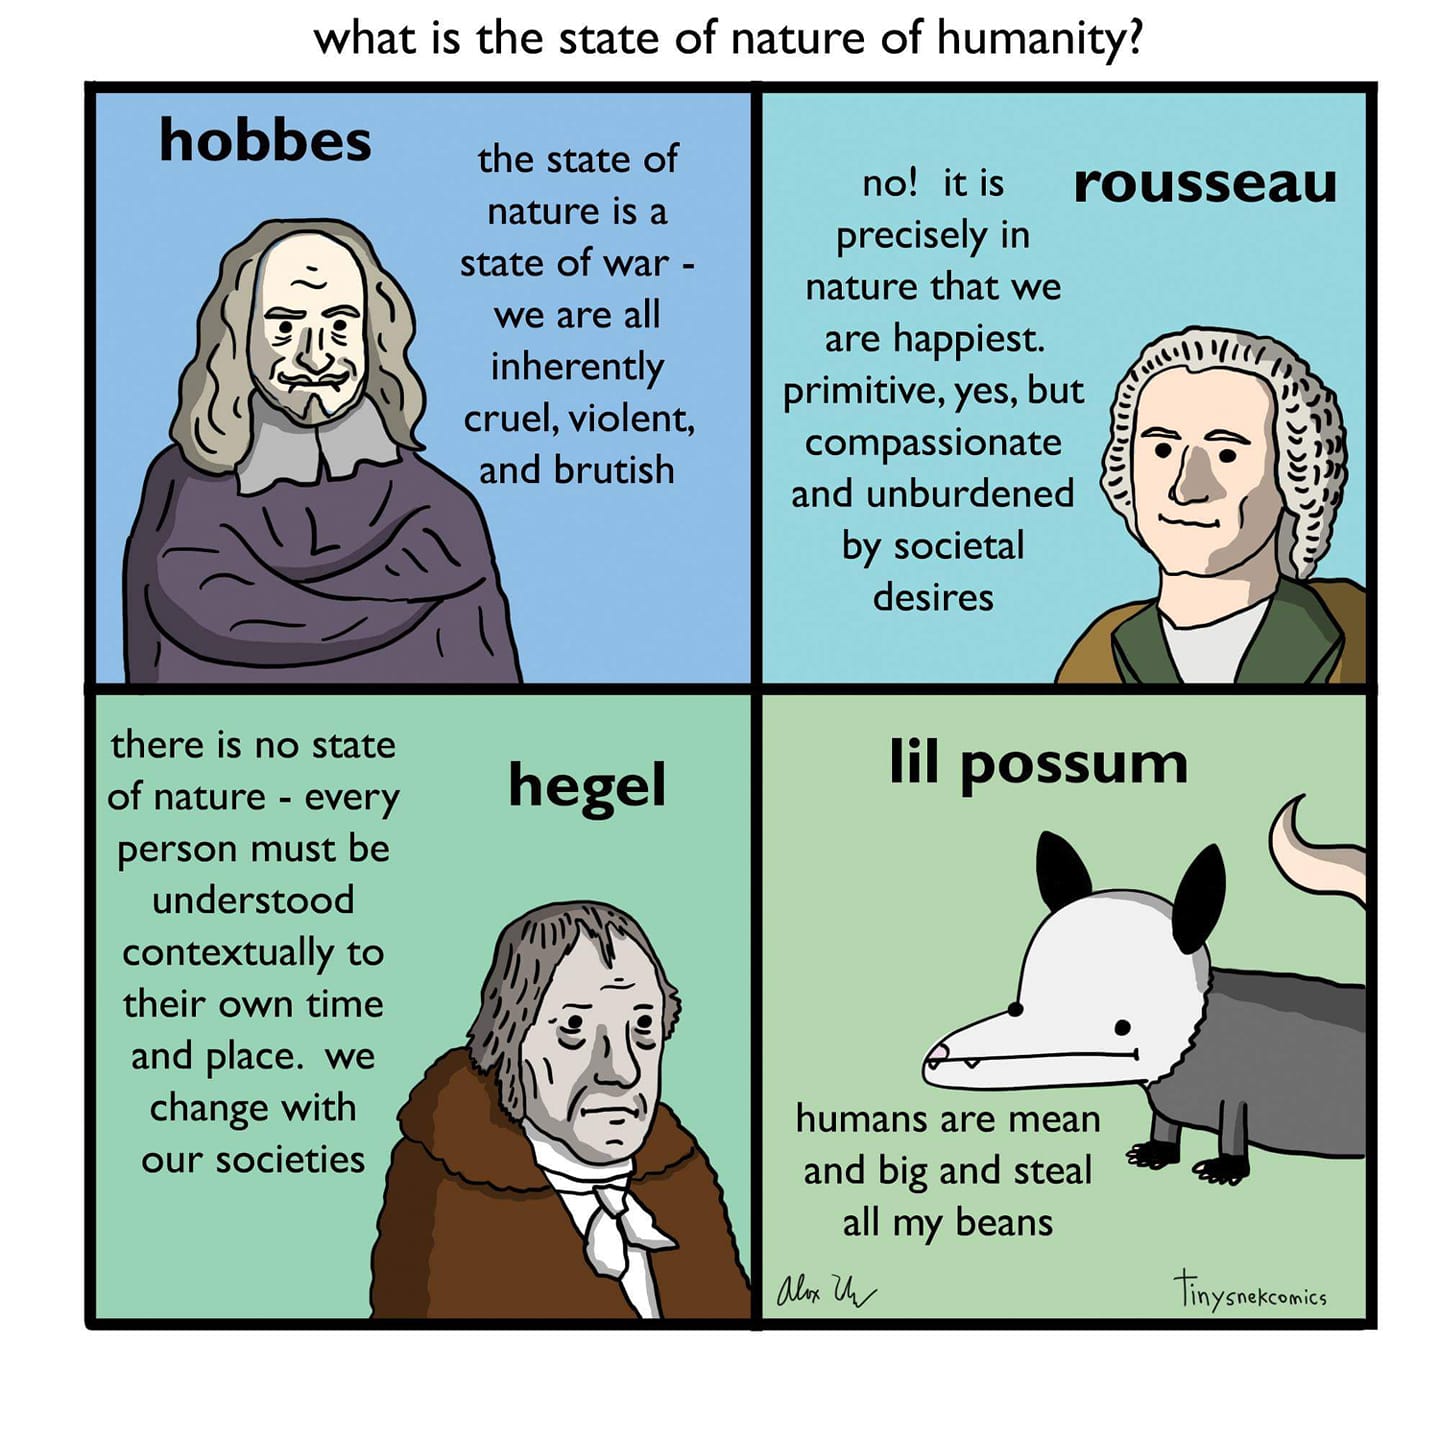 what is the state of nature of humanity?
hobbes
the state of
nature is a
state of war -
we are all
inherently
cruel, violent,
and brutish
rousseau
no!  it is
precisely in
nature that we
are happiest.
primitive, yes, but
compassionate
and unburdened
by societal
desires
hegel
there is no state
of nature - every
person must be
understood
contextually to
their own time
and place.  we
change with
our societies
lil possum
humans are mean
and big and steal
all my beans
Alex
Tinysnekcomics